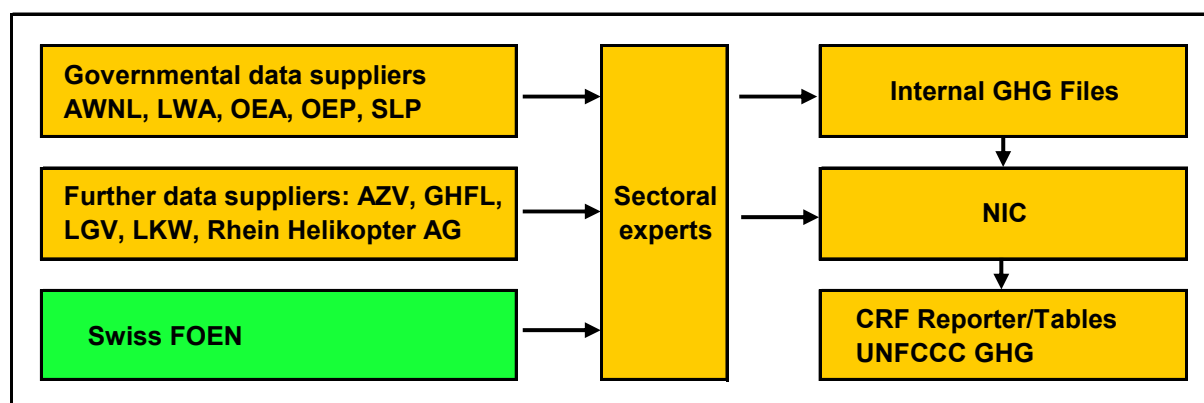 Governmental data suppliers
AWNL, LWA, OEA, OEP, SLP
Further data suppliers: AZV, GHFL,
LGV, LKW, Rhein Helikopter AG
Swiss FOEN
Sectoral
experts
Internal GHG Files
NIC
CRF Reporter/Tables
UNFCCC GHG